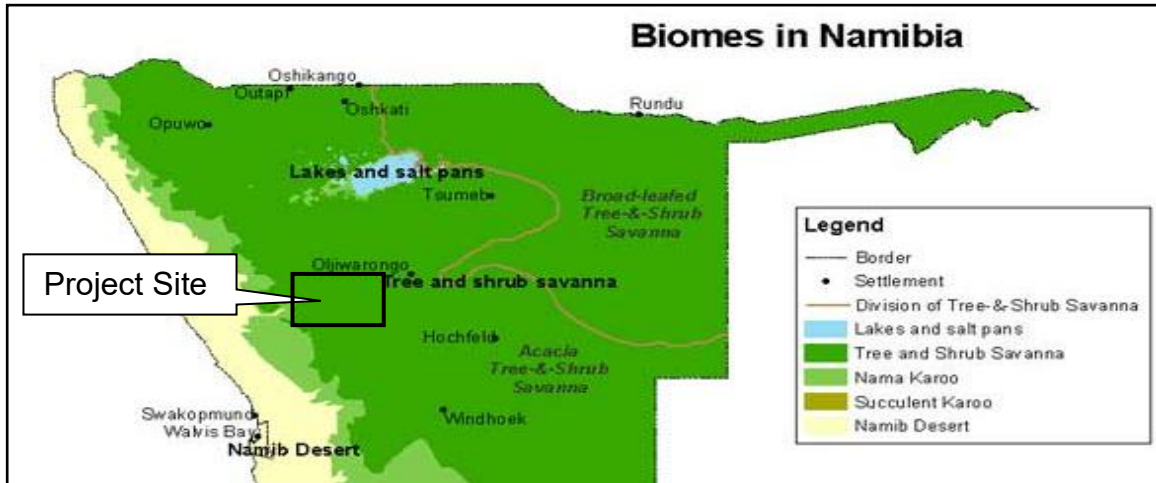 Biomes in Namibia
Oshikango
Outapi
Oshkati
Rundu
Opuwo
Lakes and salt pans
Tsumeb
Broad-leafed
Tree-&-Shrub
Savanna
Project Site
Otjiwarongo
Tree and shrub savanna
Hochfeld
Acacia
Tree-&-Shrub
Savanna
Swakopmund
Walvis Bay
Windhoek
Namib Desert
Legend
Border
Settlement
Division of Tree-&-Shrub Savanna
Lakes and salt pans
Tree and Shrub Savanna
Nama Karoo
Succulent Karoo
Namib Desert